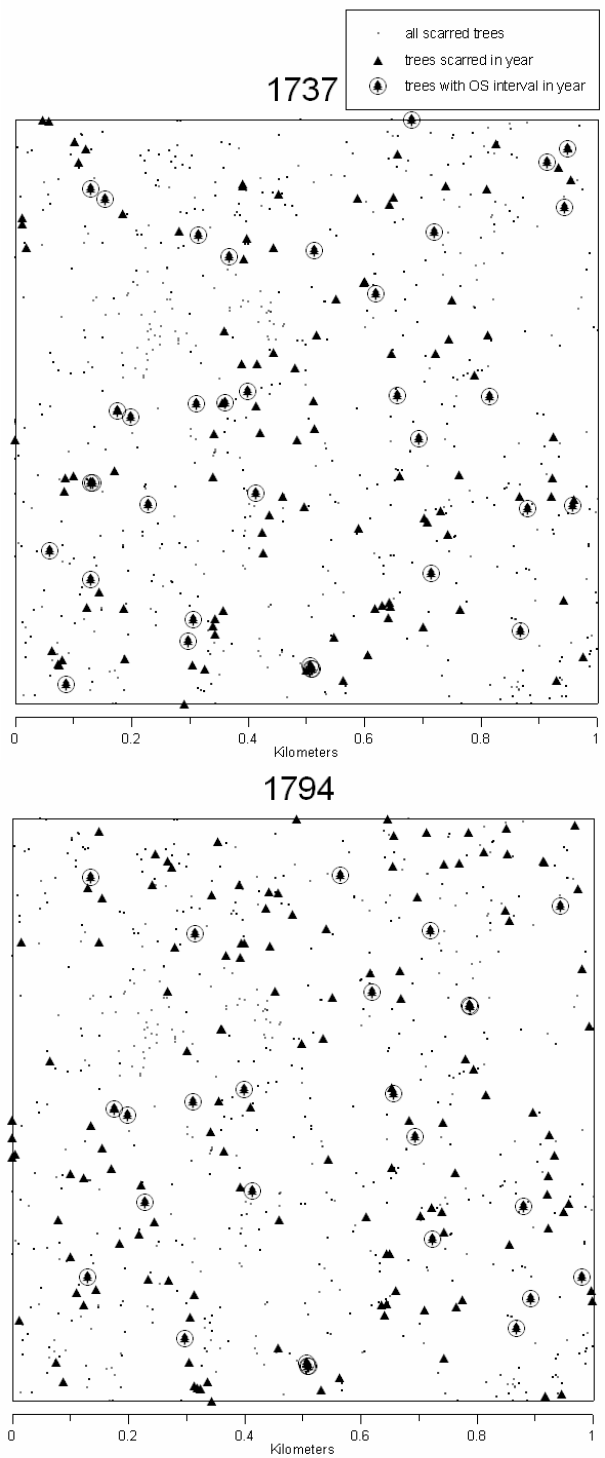 all scarred trees
trees scarred in year
trees with OS interval in year
1737
0 0.2 0.4 0.6 0.8 1
Kilometers
1794
0 0.2 0.4 0.6 0.8 1
Kilometers